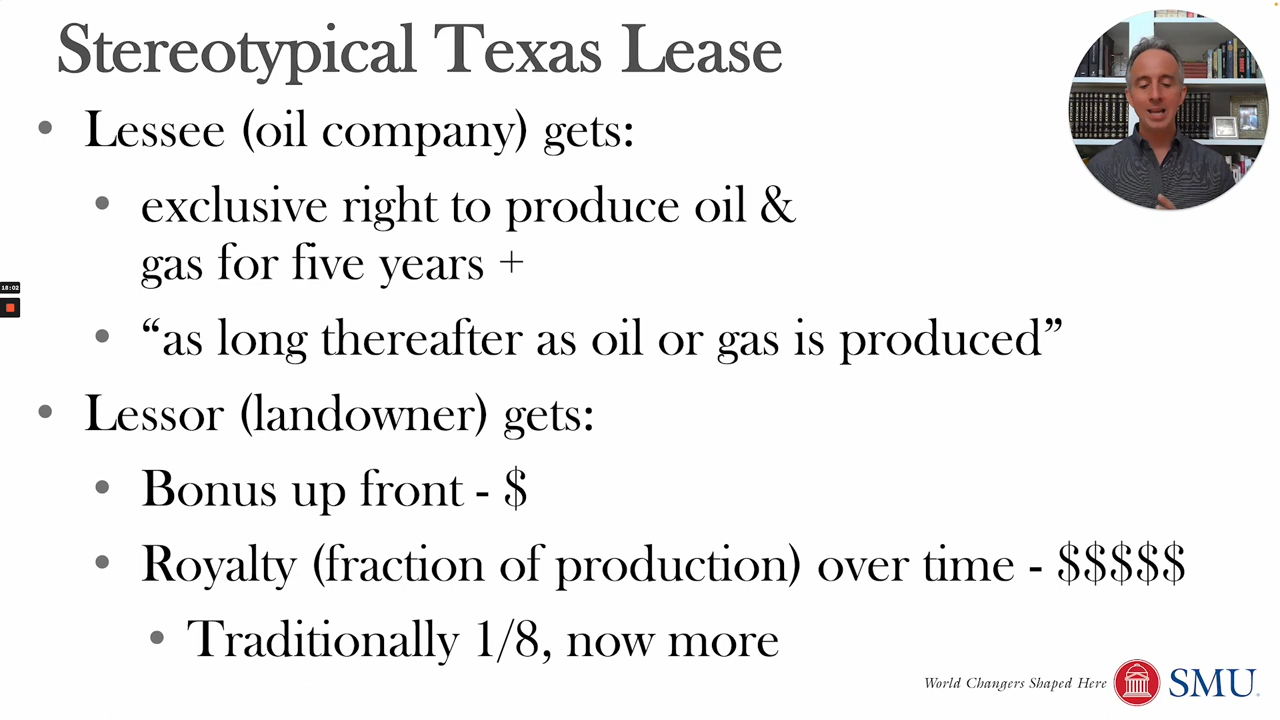 Stereotypical Texas Lease
• Lessee (oil company) gets:
• exclusive right to produce oil &
gas for five years +
• “as long thereafter as oil or gas is produced”
• Lessor (landowner) gets:
• Bonus up front - $
• Royalty (fraction of production) over time - $$$$$
• Traditionally 1/8, now more
18:02
World Changers Shaped Here
SMU.